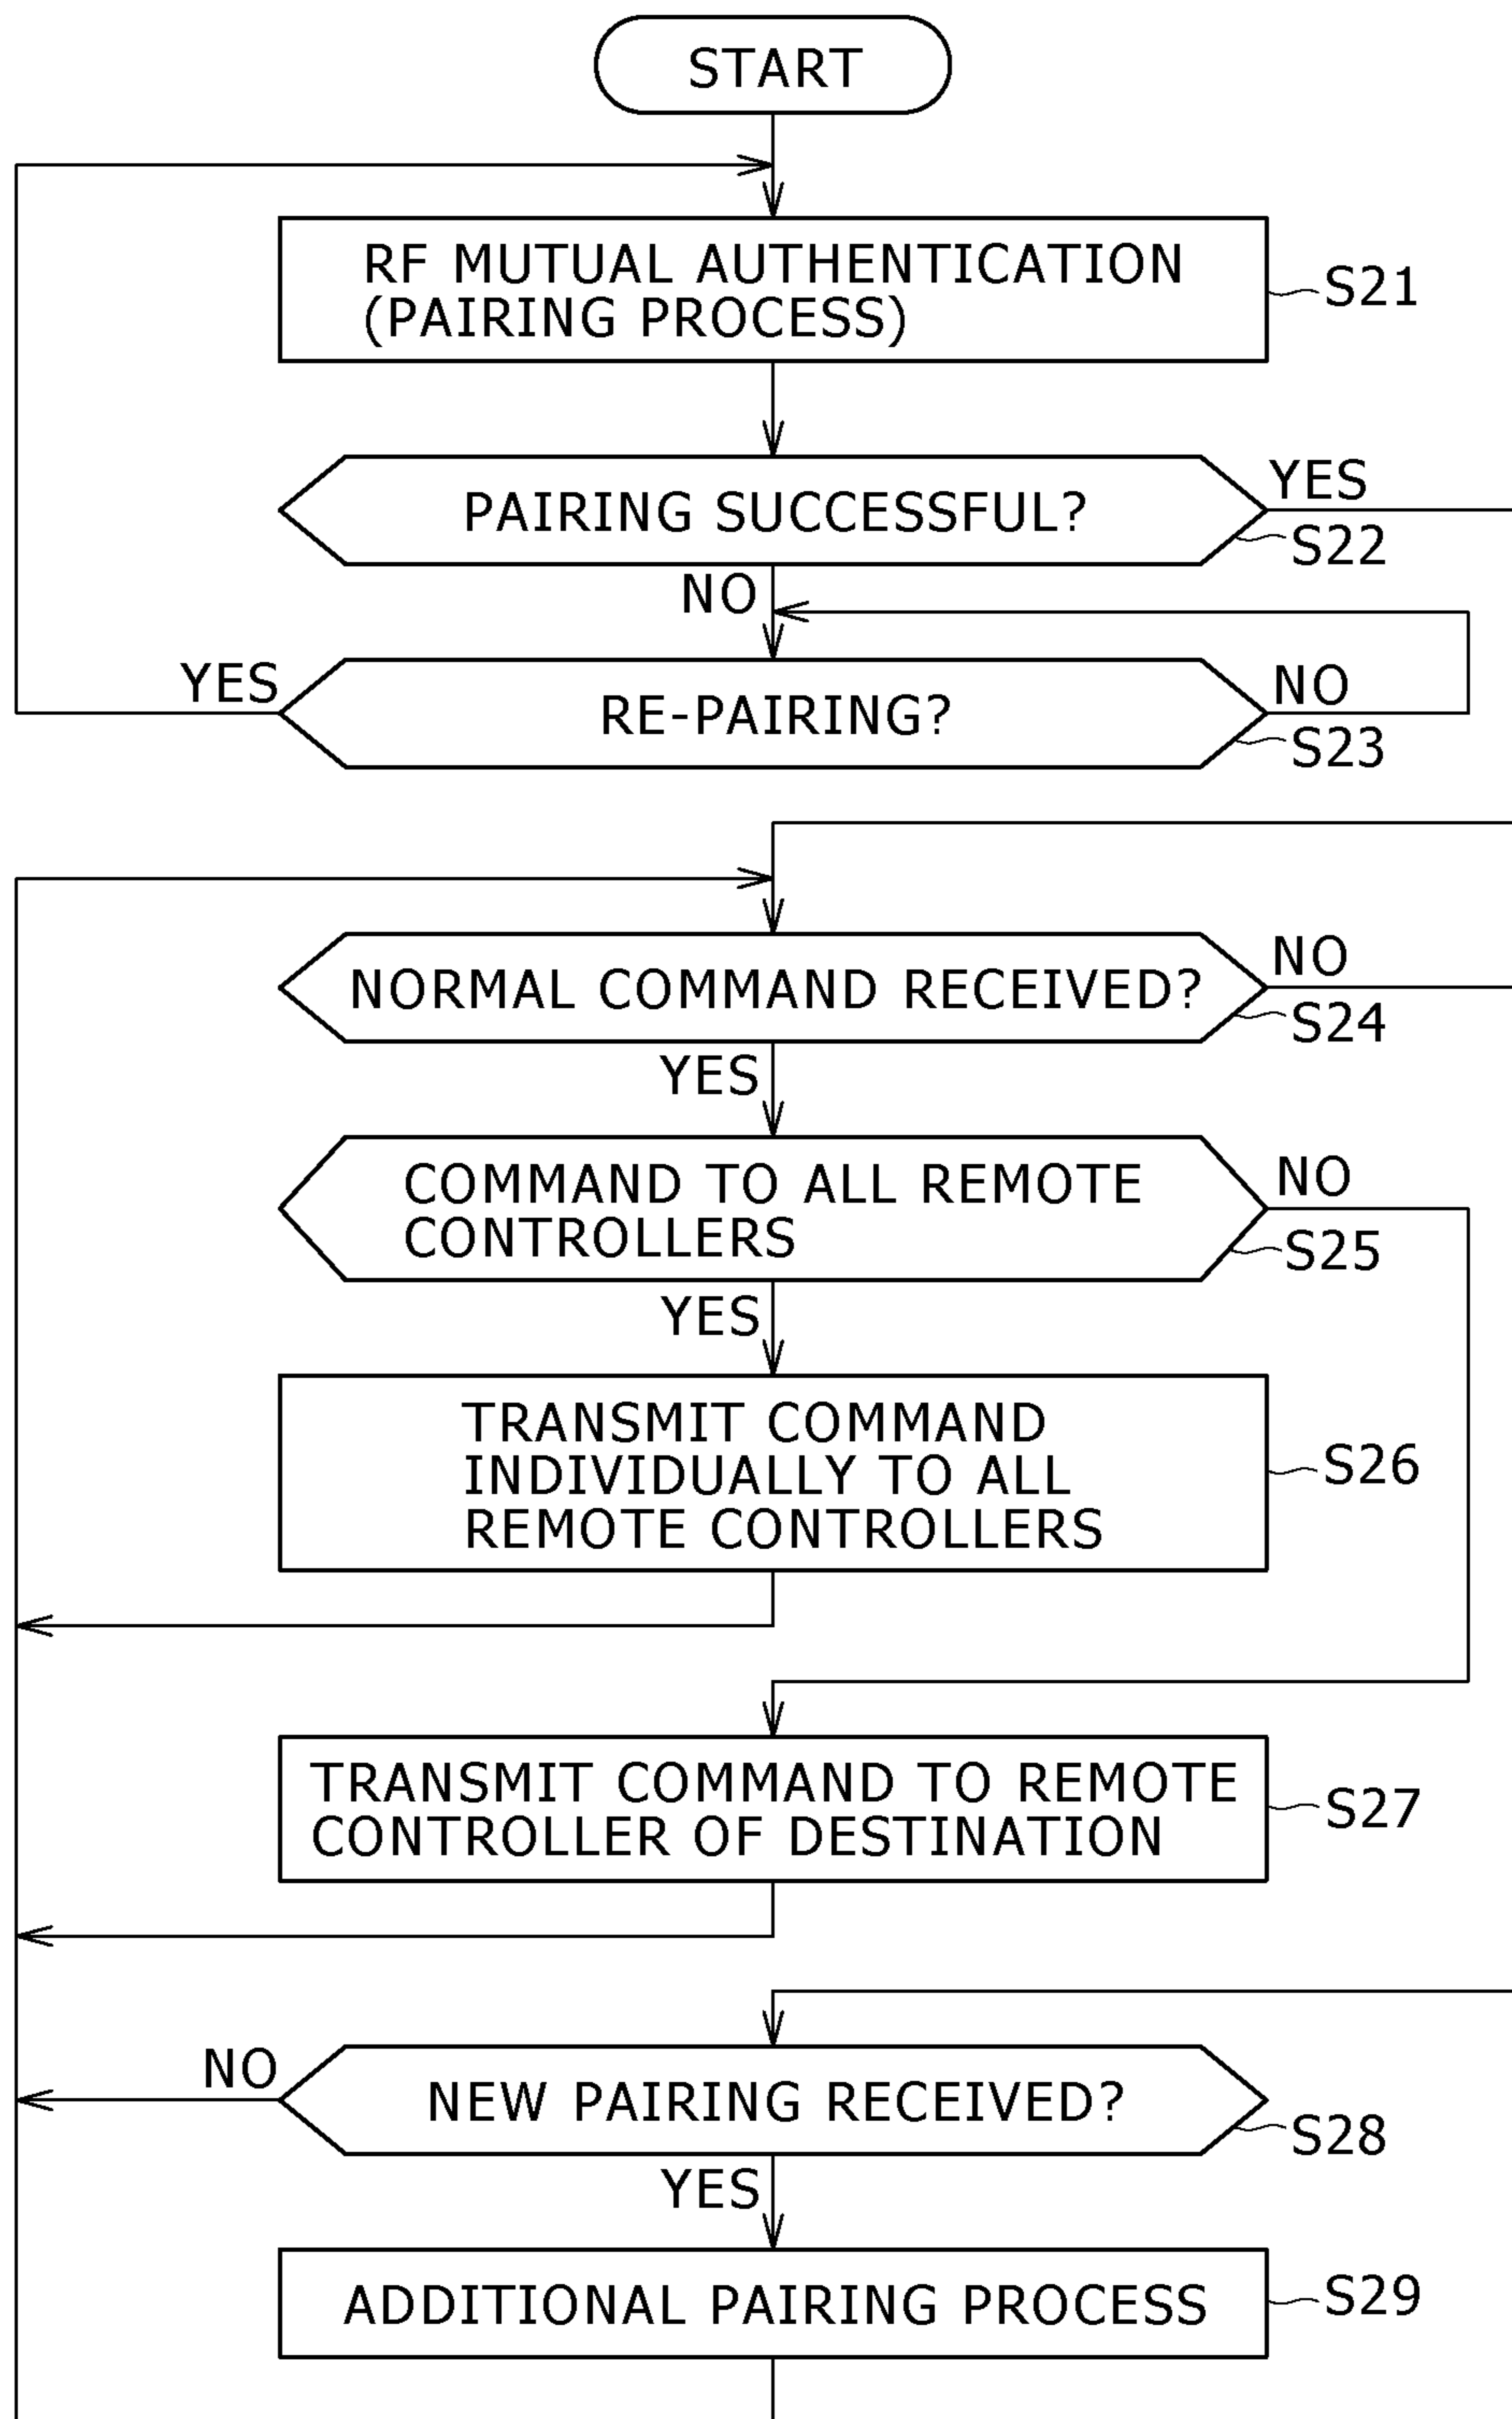 START
RF MUTUAL AUTHENTICATION
(PAIRING PROCESS)
S21
PAIRING SUCCESSFUL?
YES
S22
NO
YES
RE-PAIRING?
NO
S23
NORMAL COMMAND RECEIVED?
NO
S24
YES
COMMAND TO ALL REMOTE
CONTROLLERS
NO
S25
YES
TRANSMIT COMMAND
INDIVIDUALLY TO ALL
REMOTE CONTROLLERS
S26
TRANSMIT COMMAND TO REMOTE
CONTROLLER OF DESTINATION
S27
NO
NEW PAIRING RECEIVED?
S28
YES
ADDITIONAL PAIRING PROCESS
S29